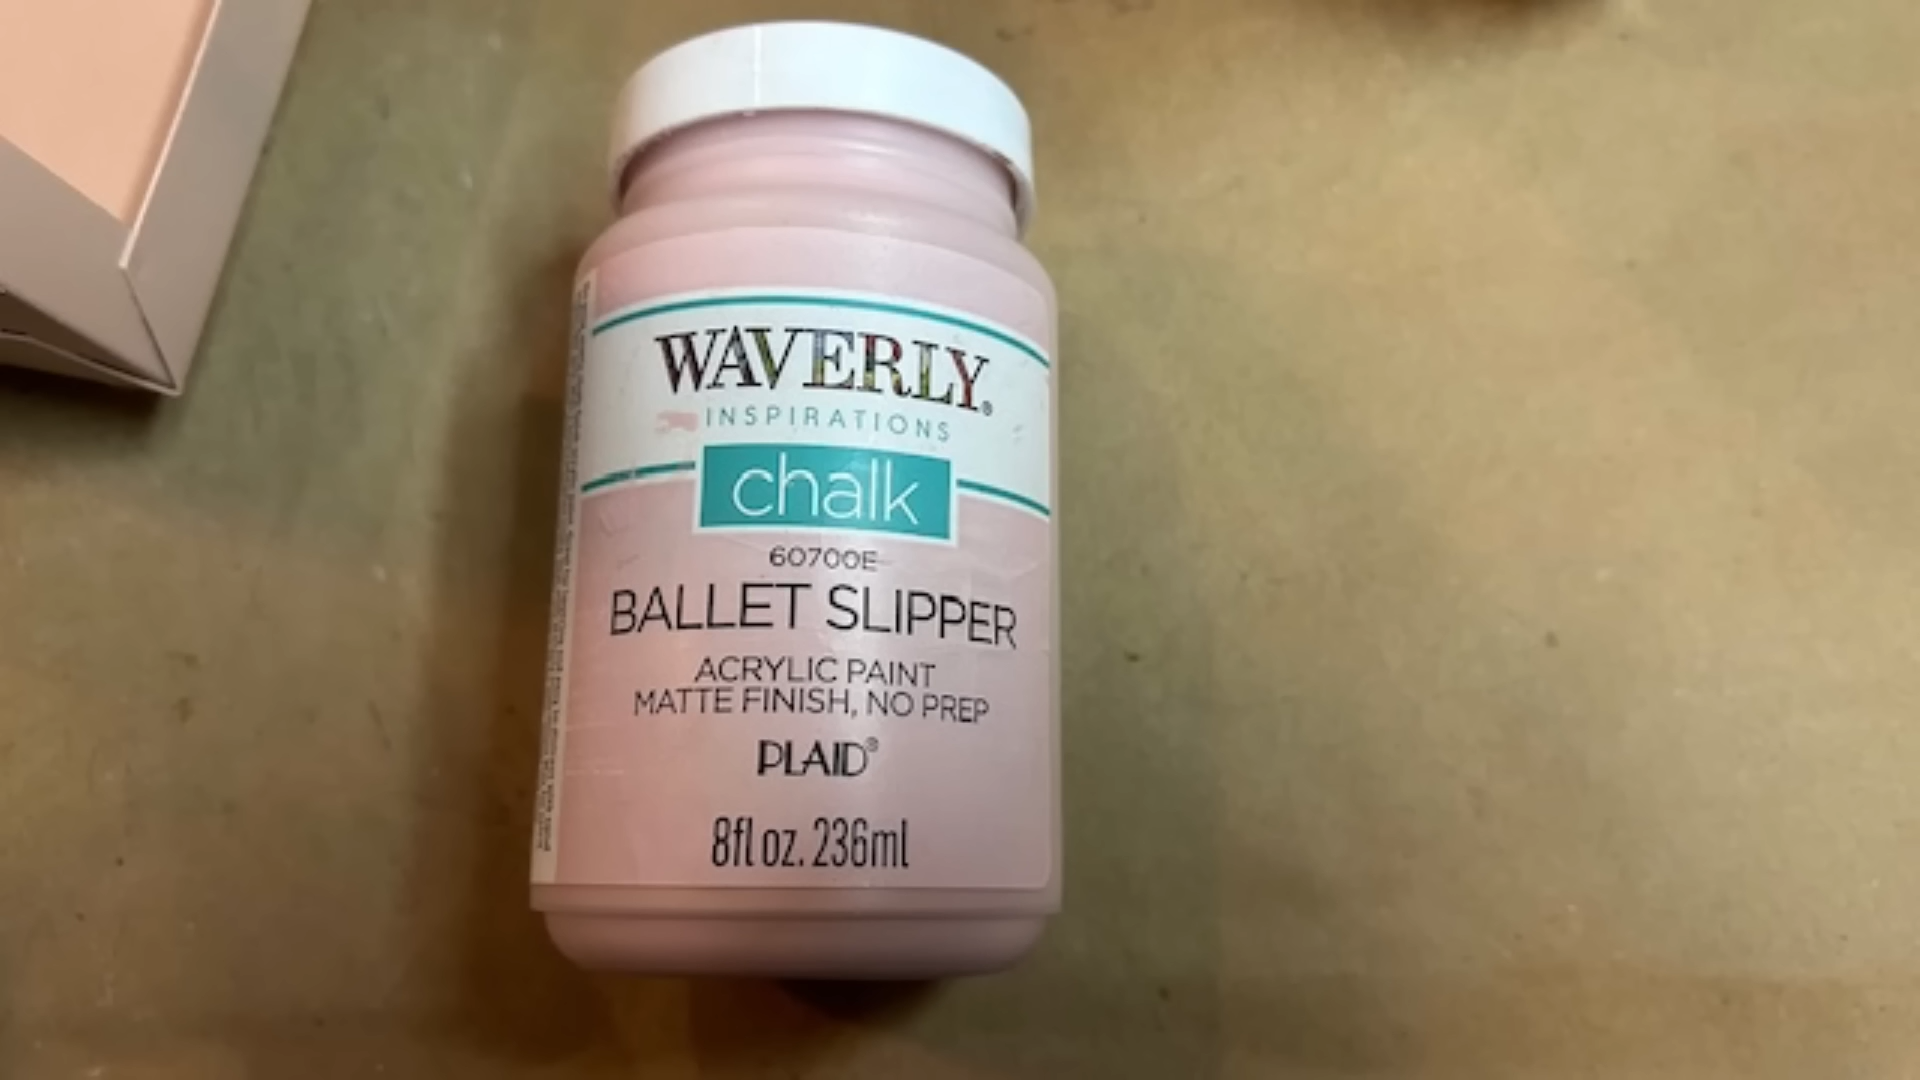 WAVERLY®
INSPIRATIONS
chalk
60700E
BALLET SLIPPER
ACRYLIC PAINT
MATTE FINISH, NO PREP
PLAID®
8fl oz. 236ml